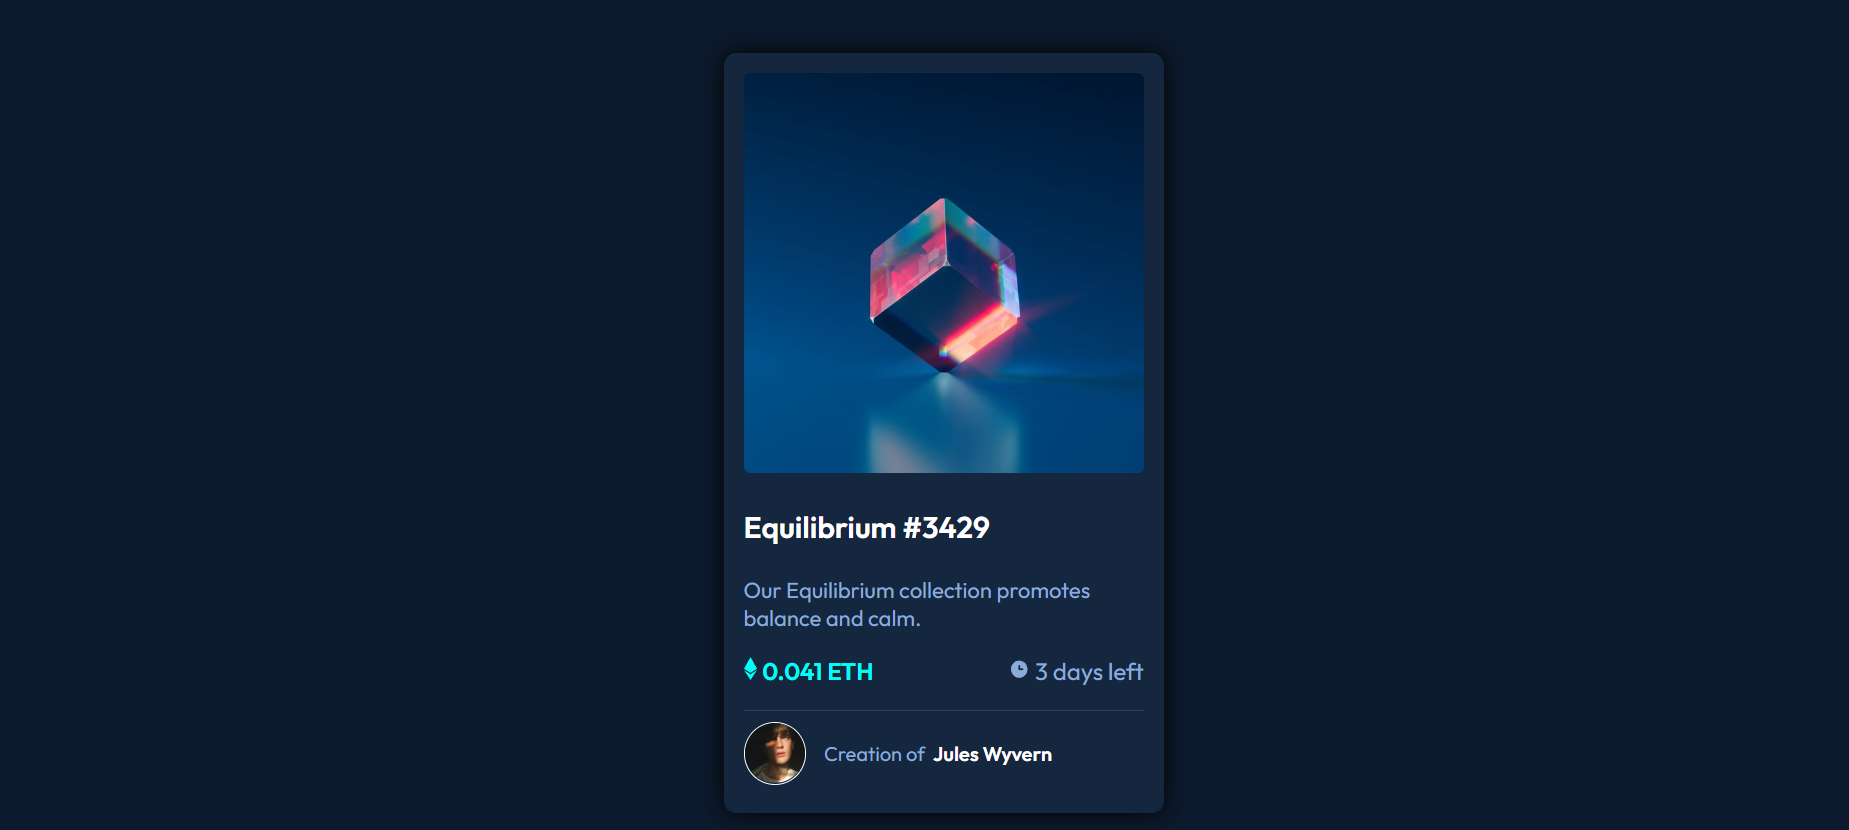 Equilibrium #3429
Our Equilibrium collection promotes
balance and calm.
0.041 ETH
3 days left
Creation of Jules Wyvern